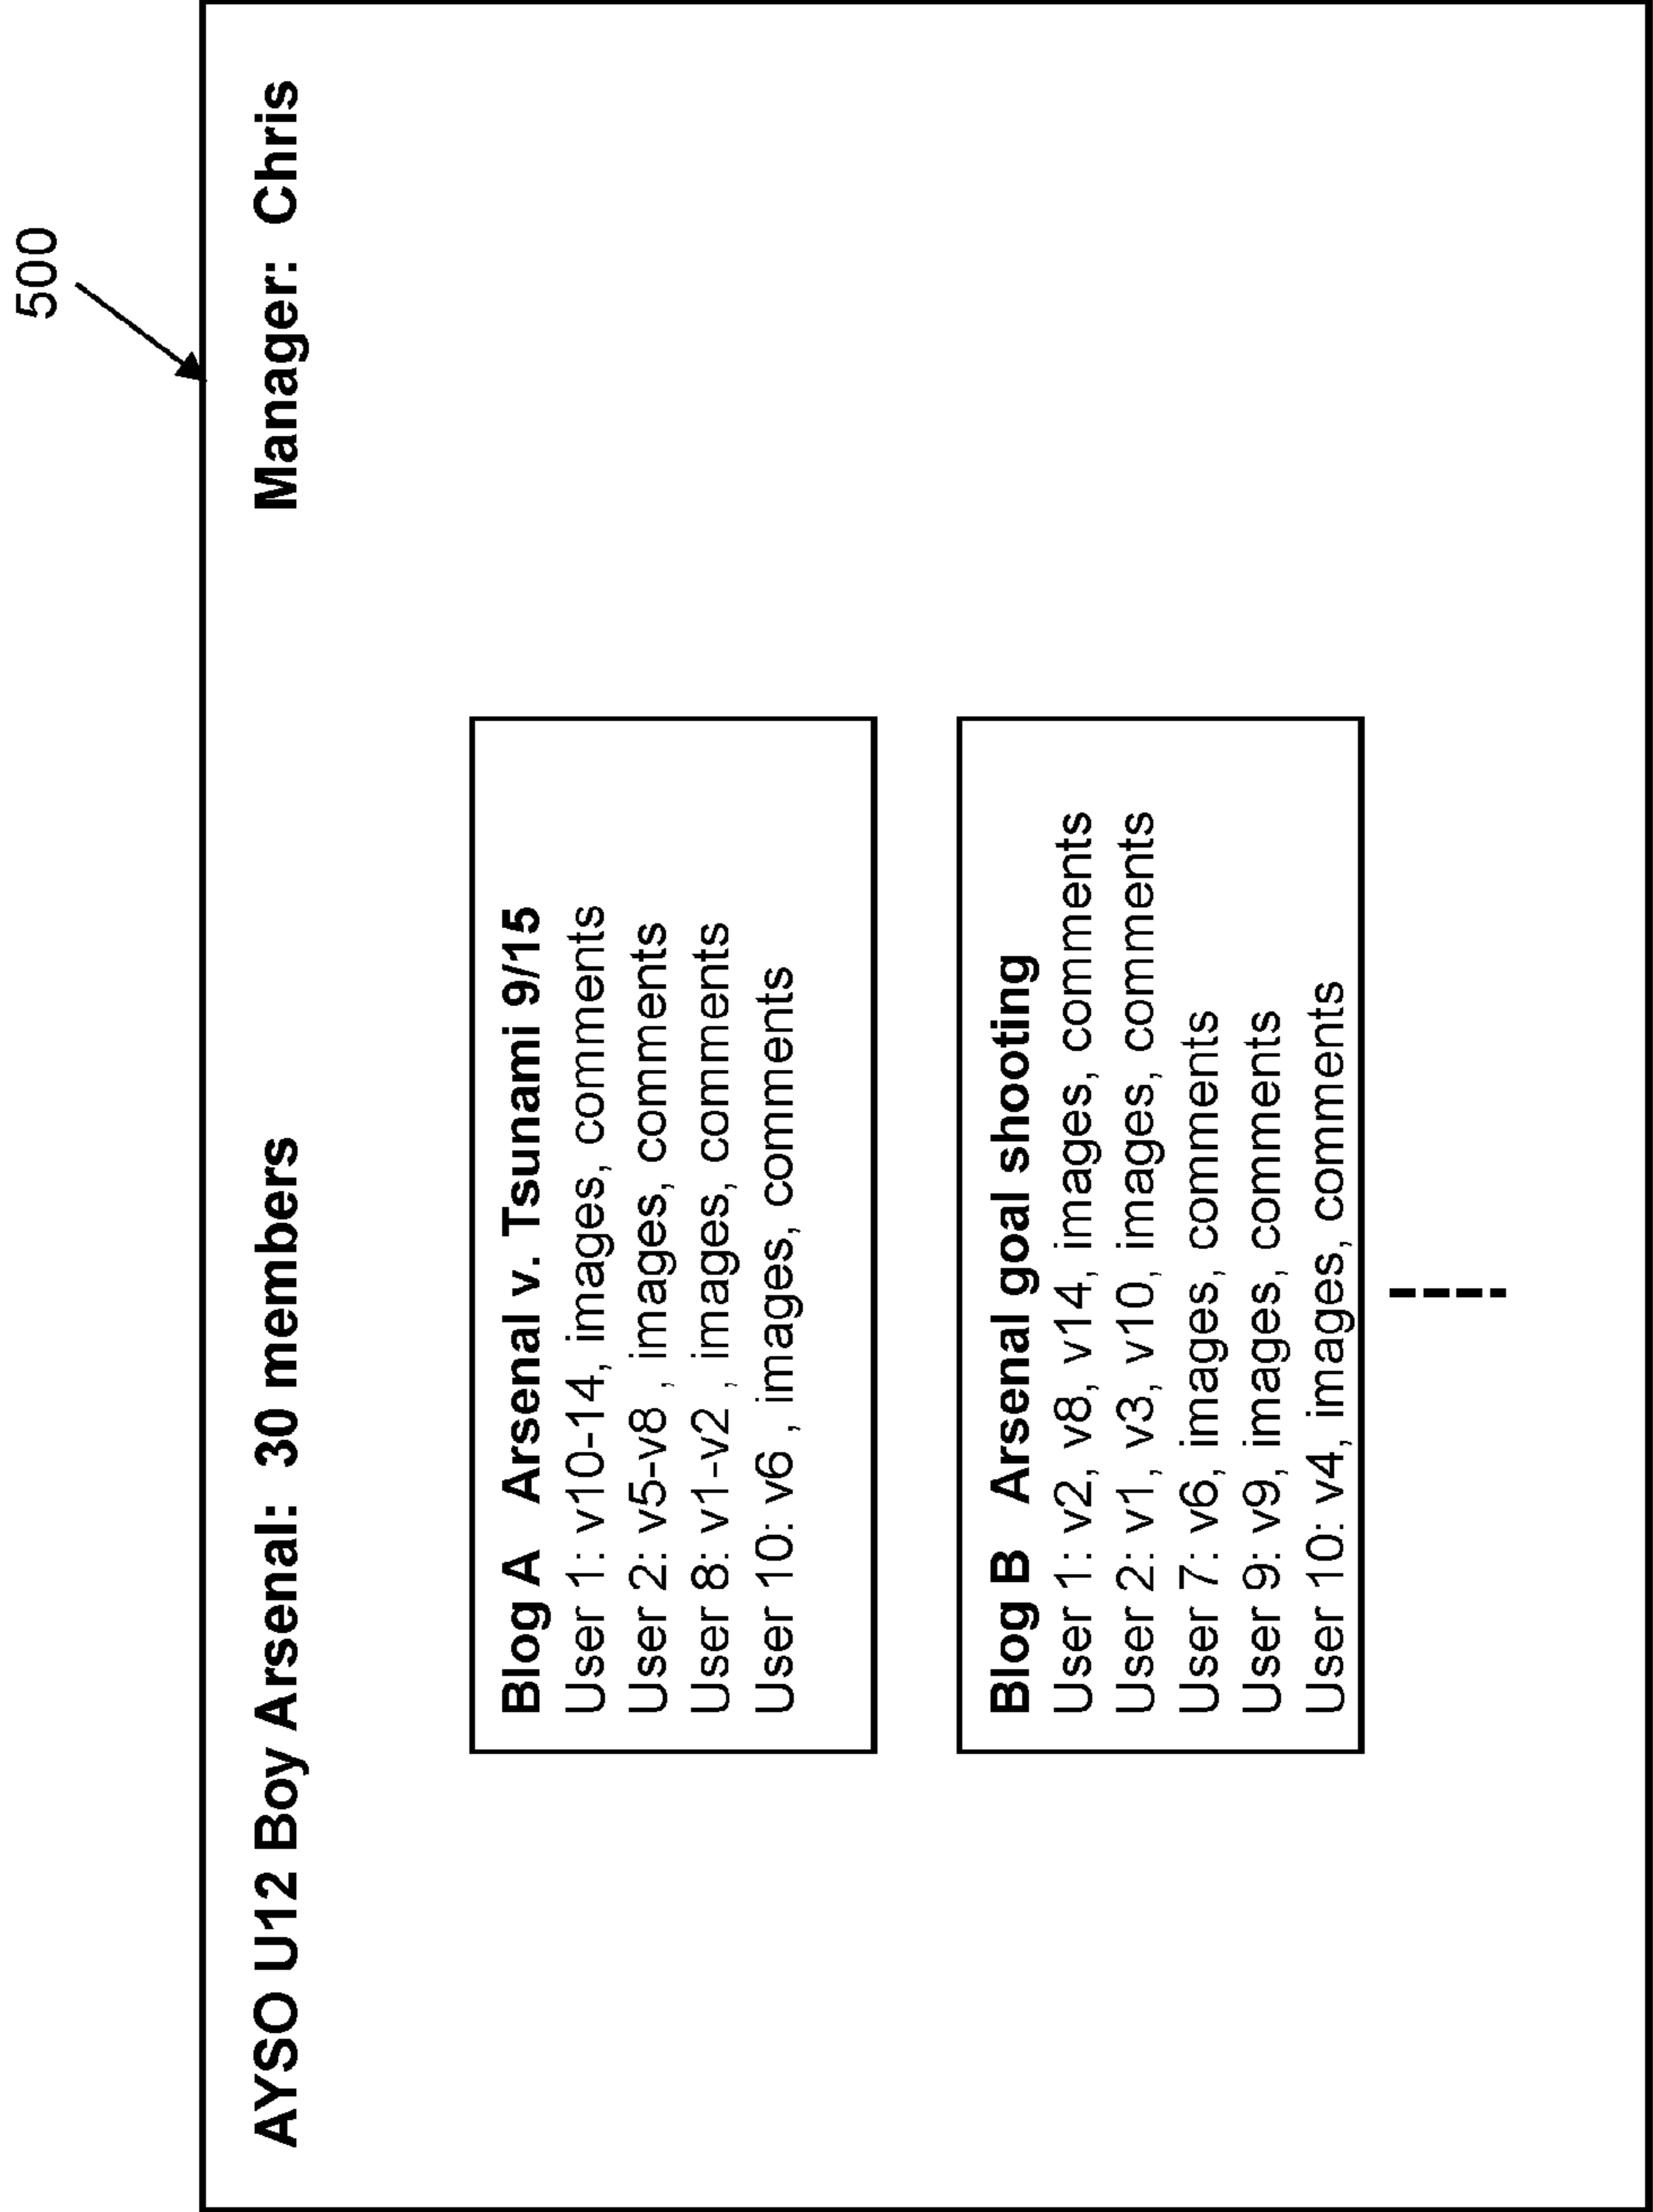 500
AYSO U12 Boy Arsenal: 30 members Manager: Chris
Blog A Arsenal v. Tsunami 9/15
User 1: v10-14, images, comments
User 2: v5-v8 , images, comments
User 8: v1-v2 , images, comments
User 10: v6 , images, comments
Blog B Arsenal goal shooting
User 1: v2, v8, v14, images, comments
User 2: v1, v3, v10, images, comments
User 7: v6, images, comments
User 9: v9, images, comments
User 10: v4, images, comments